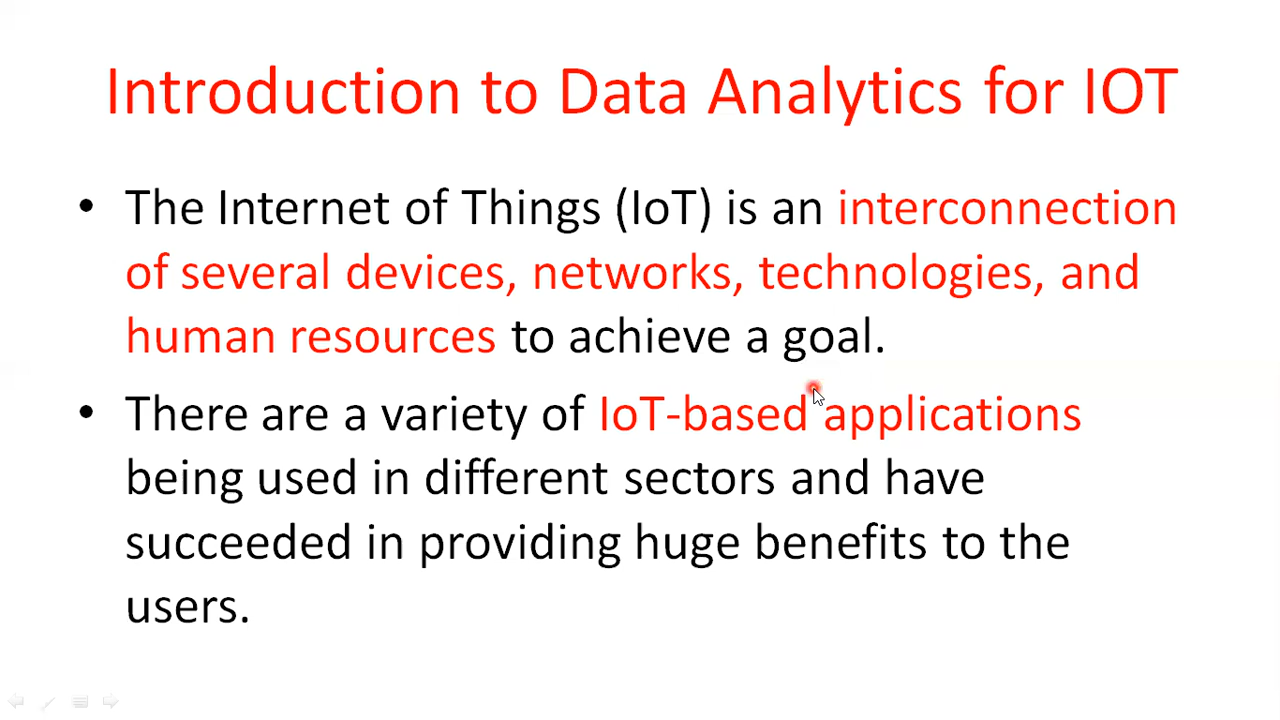 Introduction to Data Analytics for IOT
• The Internet of Things (IoT) is an interconnection
of several devices, networks, technologies, and
human resources to achieve a goal.
• There are a variety of IoT-based applications
being used in different sectors and have
succeeded in providing huge benefits to the
users.